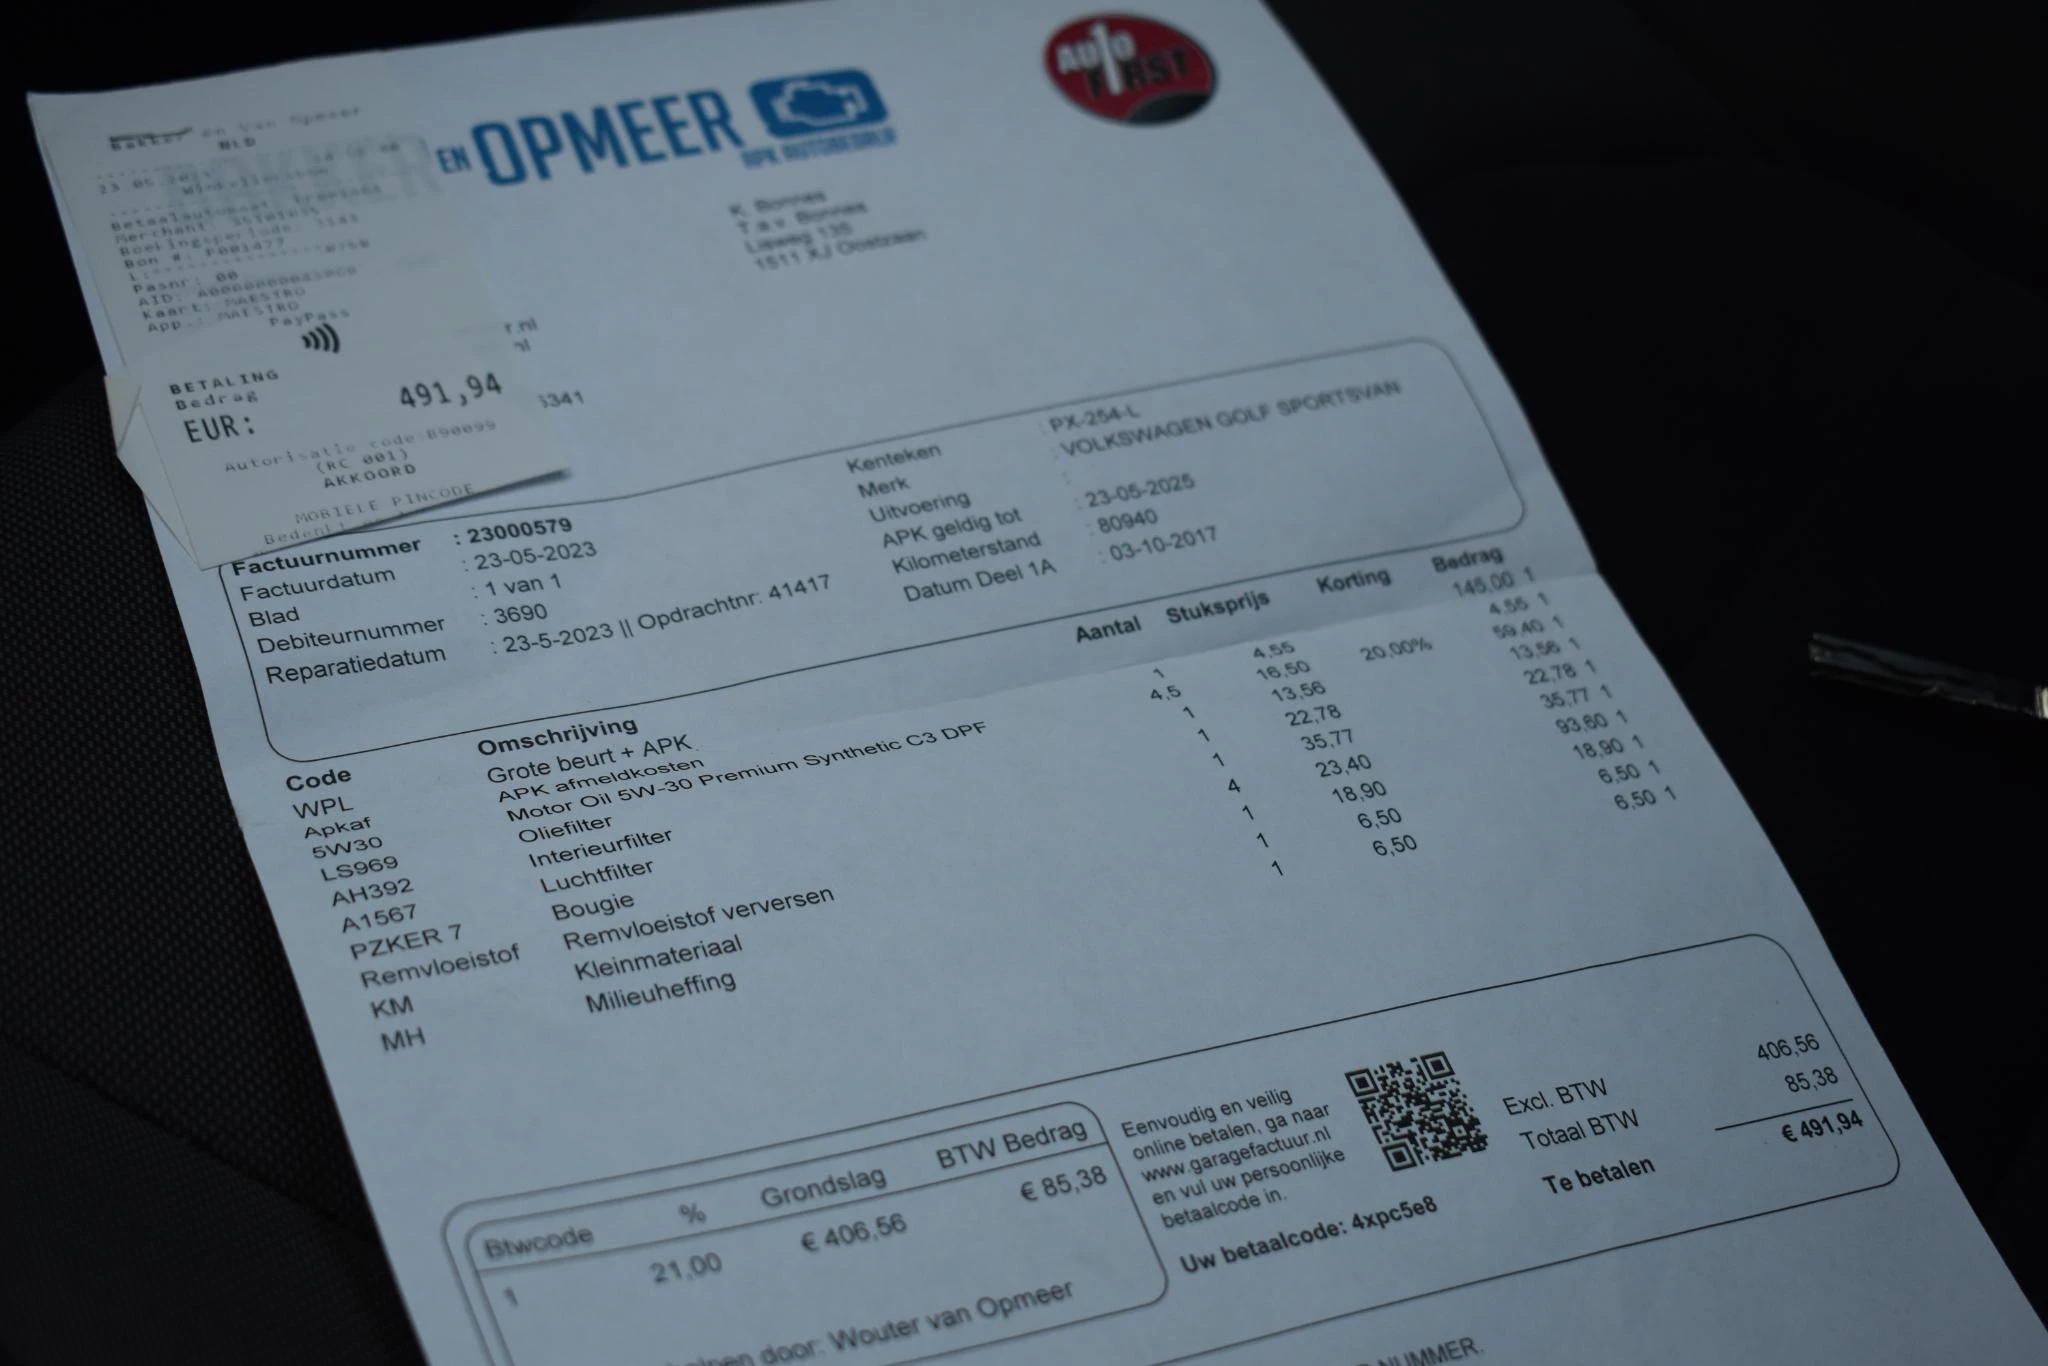 Bakker en Van Opmeer
NLD
Betaalautomaat
Merchant:
Boekingsperiode: 3143
Bon #: P001477
Pasnr: 00
AID:
Kaart: MAESTRO
App.: MAESTRO
PayPass
BETALING
Bedrag
EUR: 491,94
Autorisatie code:B90099
(RC 001)
AKKOORD
MOBIELE PINCODE
EN OPMEER
APK AUTOBEDRIJF
AUTO FIRST
K. Bonnes
T.a.v. Bonnes
Liesweg 135
1511 XJ Oostzaan
r.nl
nl
5341
Factuurnummer : 23000579
Factuurdatum : 23-05-2023
Blad : 1 van 1
Debiteurnummer : 3690
Reparatiedatum : 23-5-2023 || Opdrachtnr: 41417
Kenteken : PX-254-L
Merk : VOLKSWAGEN GOLF SPORTSVAN
Uitvoering :
APK geldig tot : 23-05-2025
Kilometerstand : 80940
Datum Deel 1A : 03-10-2017
Code Omschrijving Aantal Stuksprijs Korting Bedrag
WPL Grote beurt + APK 145,00 1
Apkaf APK afmeldkosten 1 4,55 4,55 1
5W30 Motor Oil 5W-30 Premium Synthetic C3 DPF 4,5 16,50 20,00% 59,40 1
LS969 Oliefilter 1 13,56 13,56 1
AH392 Interieurfilter 1 22,78 22,78 1
A1567 Luchtfilter 1 35,77 35,77 1
PZKER 7 Bougie 4 23,40 93,60 1
Remvloeistof Remvloeistof verversen 1 18,90 18,90 1
KM Kleinmateriaal 1 6,50 6,50 1
MH Milieuheffing 1 6,50 6,50 1
Btwcode % Grondslag BTW Bedrag
1 21,00 € 406,56 € 85,38
Eenvoudig en veilig
online betalen, ga naar
www.garagefactuur.nl
en vul uw persoonlijke
betaalcode in.
Uw betaalcode: 4xpc5e8
Excl. BTW 406,56
Totaal BTW 85,38
Te betalen € 491,94
door: Wouter van Opmeer
NUMMER.